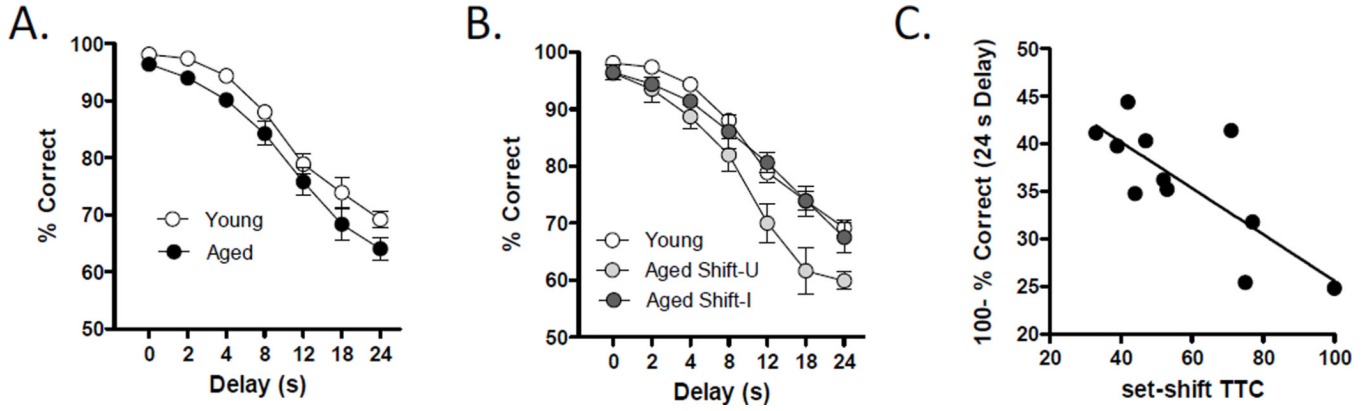 A.
% Correct
100
90
80
70
60
50
Young
Aged
0 2 4 8 12 18 24
Delay (s)
B.
% Correct
100
90
80
70
60
50
Young
Aged Shift-U
Aged Shift-I
0 2 4 8 12 18 24
Delay (s)
C.
100- % Correct (24 s Delay)
50
45
40
35
30
25
20
20 40 60 80 100
set-shift TTC